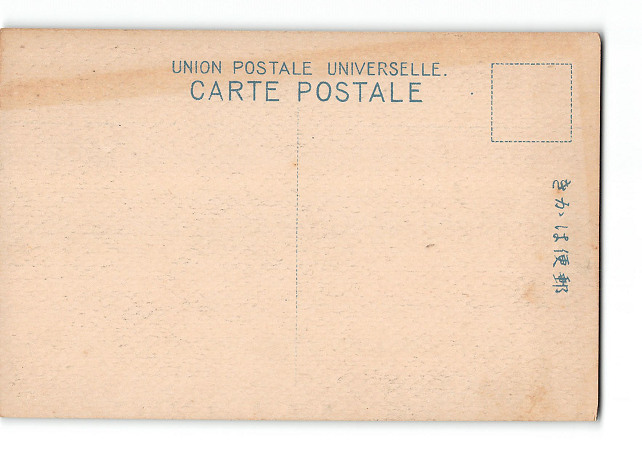 UNION POSTALE UNIVERSELLE.
CARTE POSTALE
きかは便郵